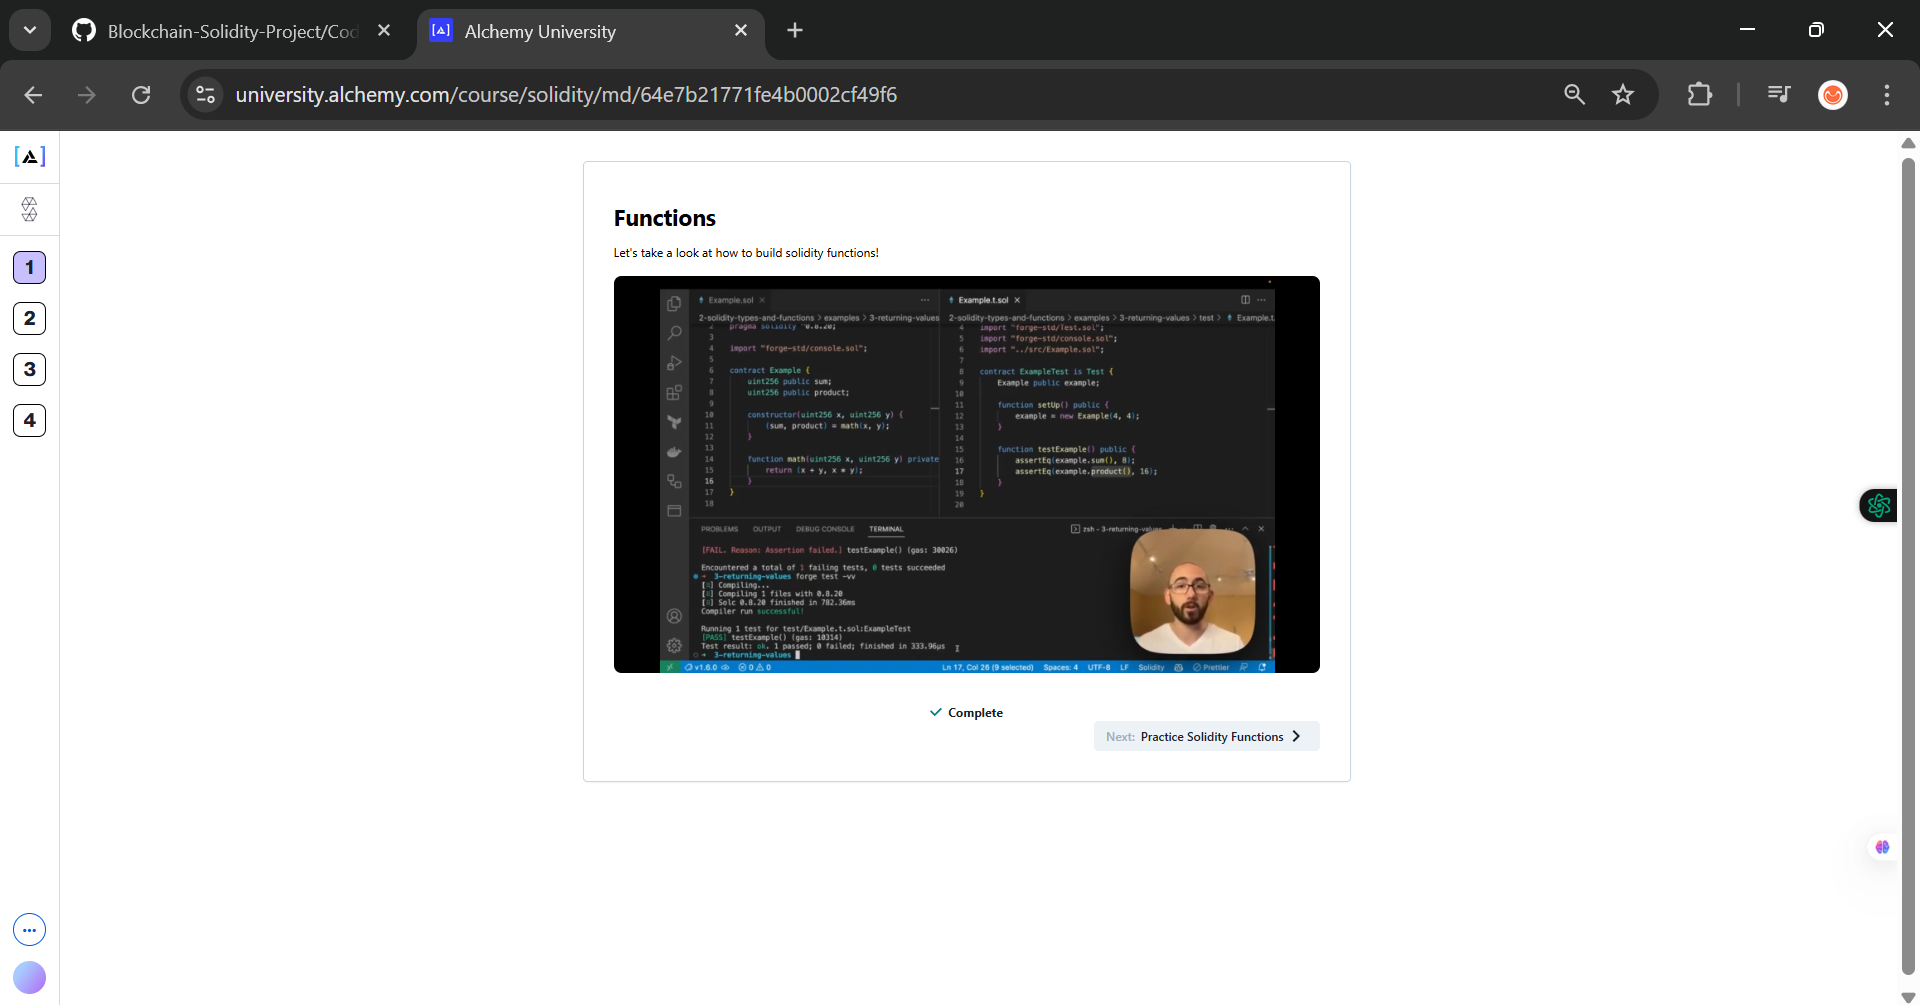 Blockchain-Solidity-Project/Cod
Alchemy University
university.alchemy.com/course/solidity/md/64e7b21771fe4b0002cf49f6
1
2
3
4
Functions
Let's take a look at how to build solidity functions!
Example.sol
2-solidity-types-and-functions > examples > 3-returning-values
2 pragma solidity ^0.8.20;
3
4 import "forge-std/console.sol";
5
6 contract Example {
7 uint256 public sum;
8 uint256 public product;
9
10 constructor(uint256 x, uint256 y) {
11 (sum, product) = math(x, y);
12 }
13
14 function math(uint256 x, uint256 y) private
15 return (x + y, x * y);
16 }
17 }
18
Example.t.sol
2-solidity-types-and-functions > examples > 3-returning-values > test > Example.t.
4 import "forge-std/Test.sol";
5 import "forge-std/console.sol";
6 import "../src/Example.sol";
7
8 contract ExampleTest is Test {
9 Example public example;
10
11 function setUp() public {
12 example = new Example(4, 4);
13 }
14
15 function testExample() public {
16 assertEq(example.sum(), 8);
17 assertEq(example.product(), 16);
18 }
19 }
20
PROBLEMS OUTPUT DEBUG CONSOLE TERMINAL
zsh - 3-returning-values
[FAIL. Reason: Assertion failed.] testExample() (gas: 30026)
Encountered a total of 1 failing tests, 0 tests succeeded
→ 3-returning-values forge test -vv
Compiling...
Compiling 1 files with 0.8.20
Solc 0.8.20 finished in 782.36ms
Compiler run successful!
Running 1 test for test/Example.t.sol:ExampleTest
[PASS] testExample() (gas: 10314)
Test result: ok. 1 passed; 0 failed; finished in 333.96µs
→ 3-returning-values
v1.6.0 0 0 Ln 17, Col 26 (9 selected) Spaces: 4 UTF-8 LF Solidity Prettier
Complete
Next: Practice Solidity Functions